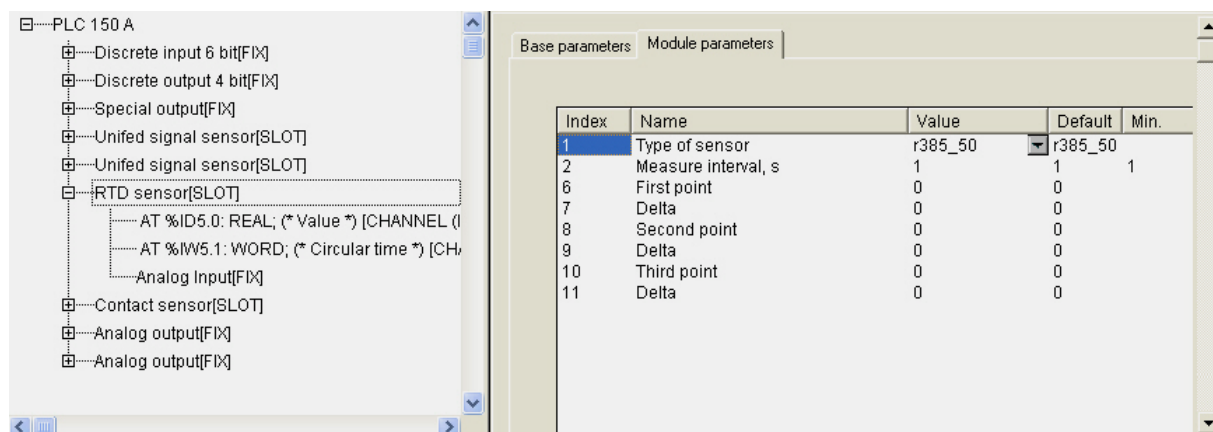 PLC 150 A
Discrete input 6 bit[FIX]
Discrete output 4 bit[FIX]
Special output[FIX]
Unifed signal sensor[SLOT]
Unifed signal sensor[SLOT]
RTD sensor[SLOT]
AT %ID5.0: REAL; (* Value *) [CHANNEL (I
AT %IW5.1: WORD; (* Circular time *) [CHA
Analog Input[FIX]
Contact sensor[SLOT]
Analog output[FIX]
Analog output[FIX]
Base parameters Module parameters
Index Name Value Default Min.
1 Type of sensor r385_50 r385_50
2 Measure interval, s 1 1 1
6 First point 0 0
7 Delta 0 0
8 Second point 0 0
9 Delta 0 0
10 Third point 0 0
11 Delta 0 0